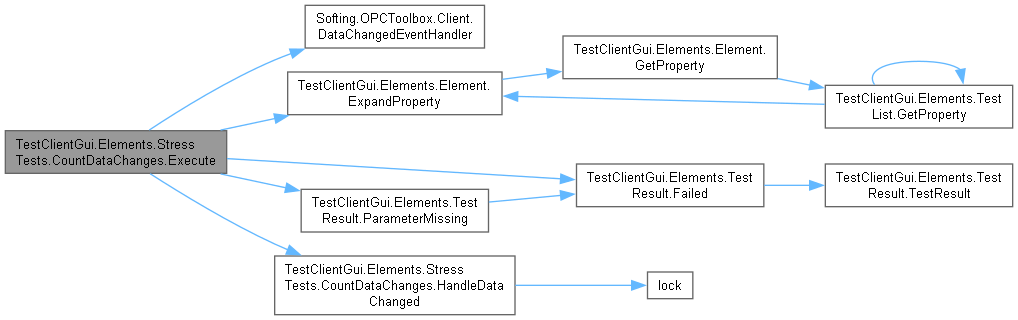 Softing.OPCToolbox.Client.
DataChangedEventHandler
TestClientGui.Elements.Element.
GetProperty
TestClientGui.Elements.Element.
ExpandProperty
TestClientGui.Elements.Test
List.GetProperty
TestClientGui.Elements.Stress
Tests.CountDataChanges.Execute
TestClientGui.Elements.Test
Result.Failed
TestClientGui.Elements.Test
Result.TestResult
TestClientGui.Elements.Test
Result.ParameterMissing
TestClientGui.Elements.Stress
Tests.CountDataChanges.HandleData
Changed
lock